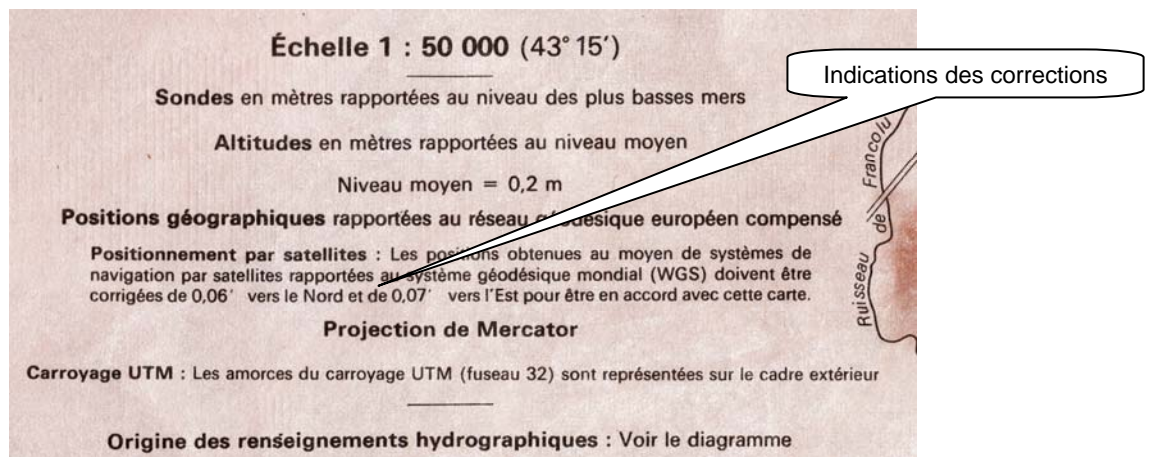 Échelle 1 : 50 000 (43° 15′)
Indications des corrections
Sondes en mètres rapportées au niveau des plus basses mers
Altitudes en mètres rapportées au niveau moyen
Niveau moyen = 0,2 m
Positions géographiques rapportées au réseau géodésique européen compensé
Positionnement par satellites : Les positions obtenues au moyen de systèmes de
navigation par satellites rapportées au système géodésique mondial (WGS) doivent être
corrigées de 0,06′ vers le Nord et de 0,07′ vers l'Est pour être en accord avec cette carte.
Projection de Mercator
Carroyage UTM : Les amorces du carroyage UTM (fuseau 32) sont représentées sur le cadre extérieur
Origine des renseignements hydrographiques : Voir le diagramme
Ruisseau de Francolu